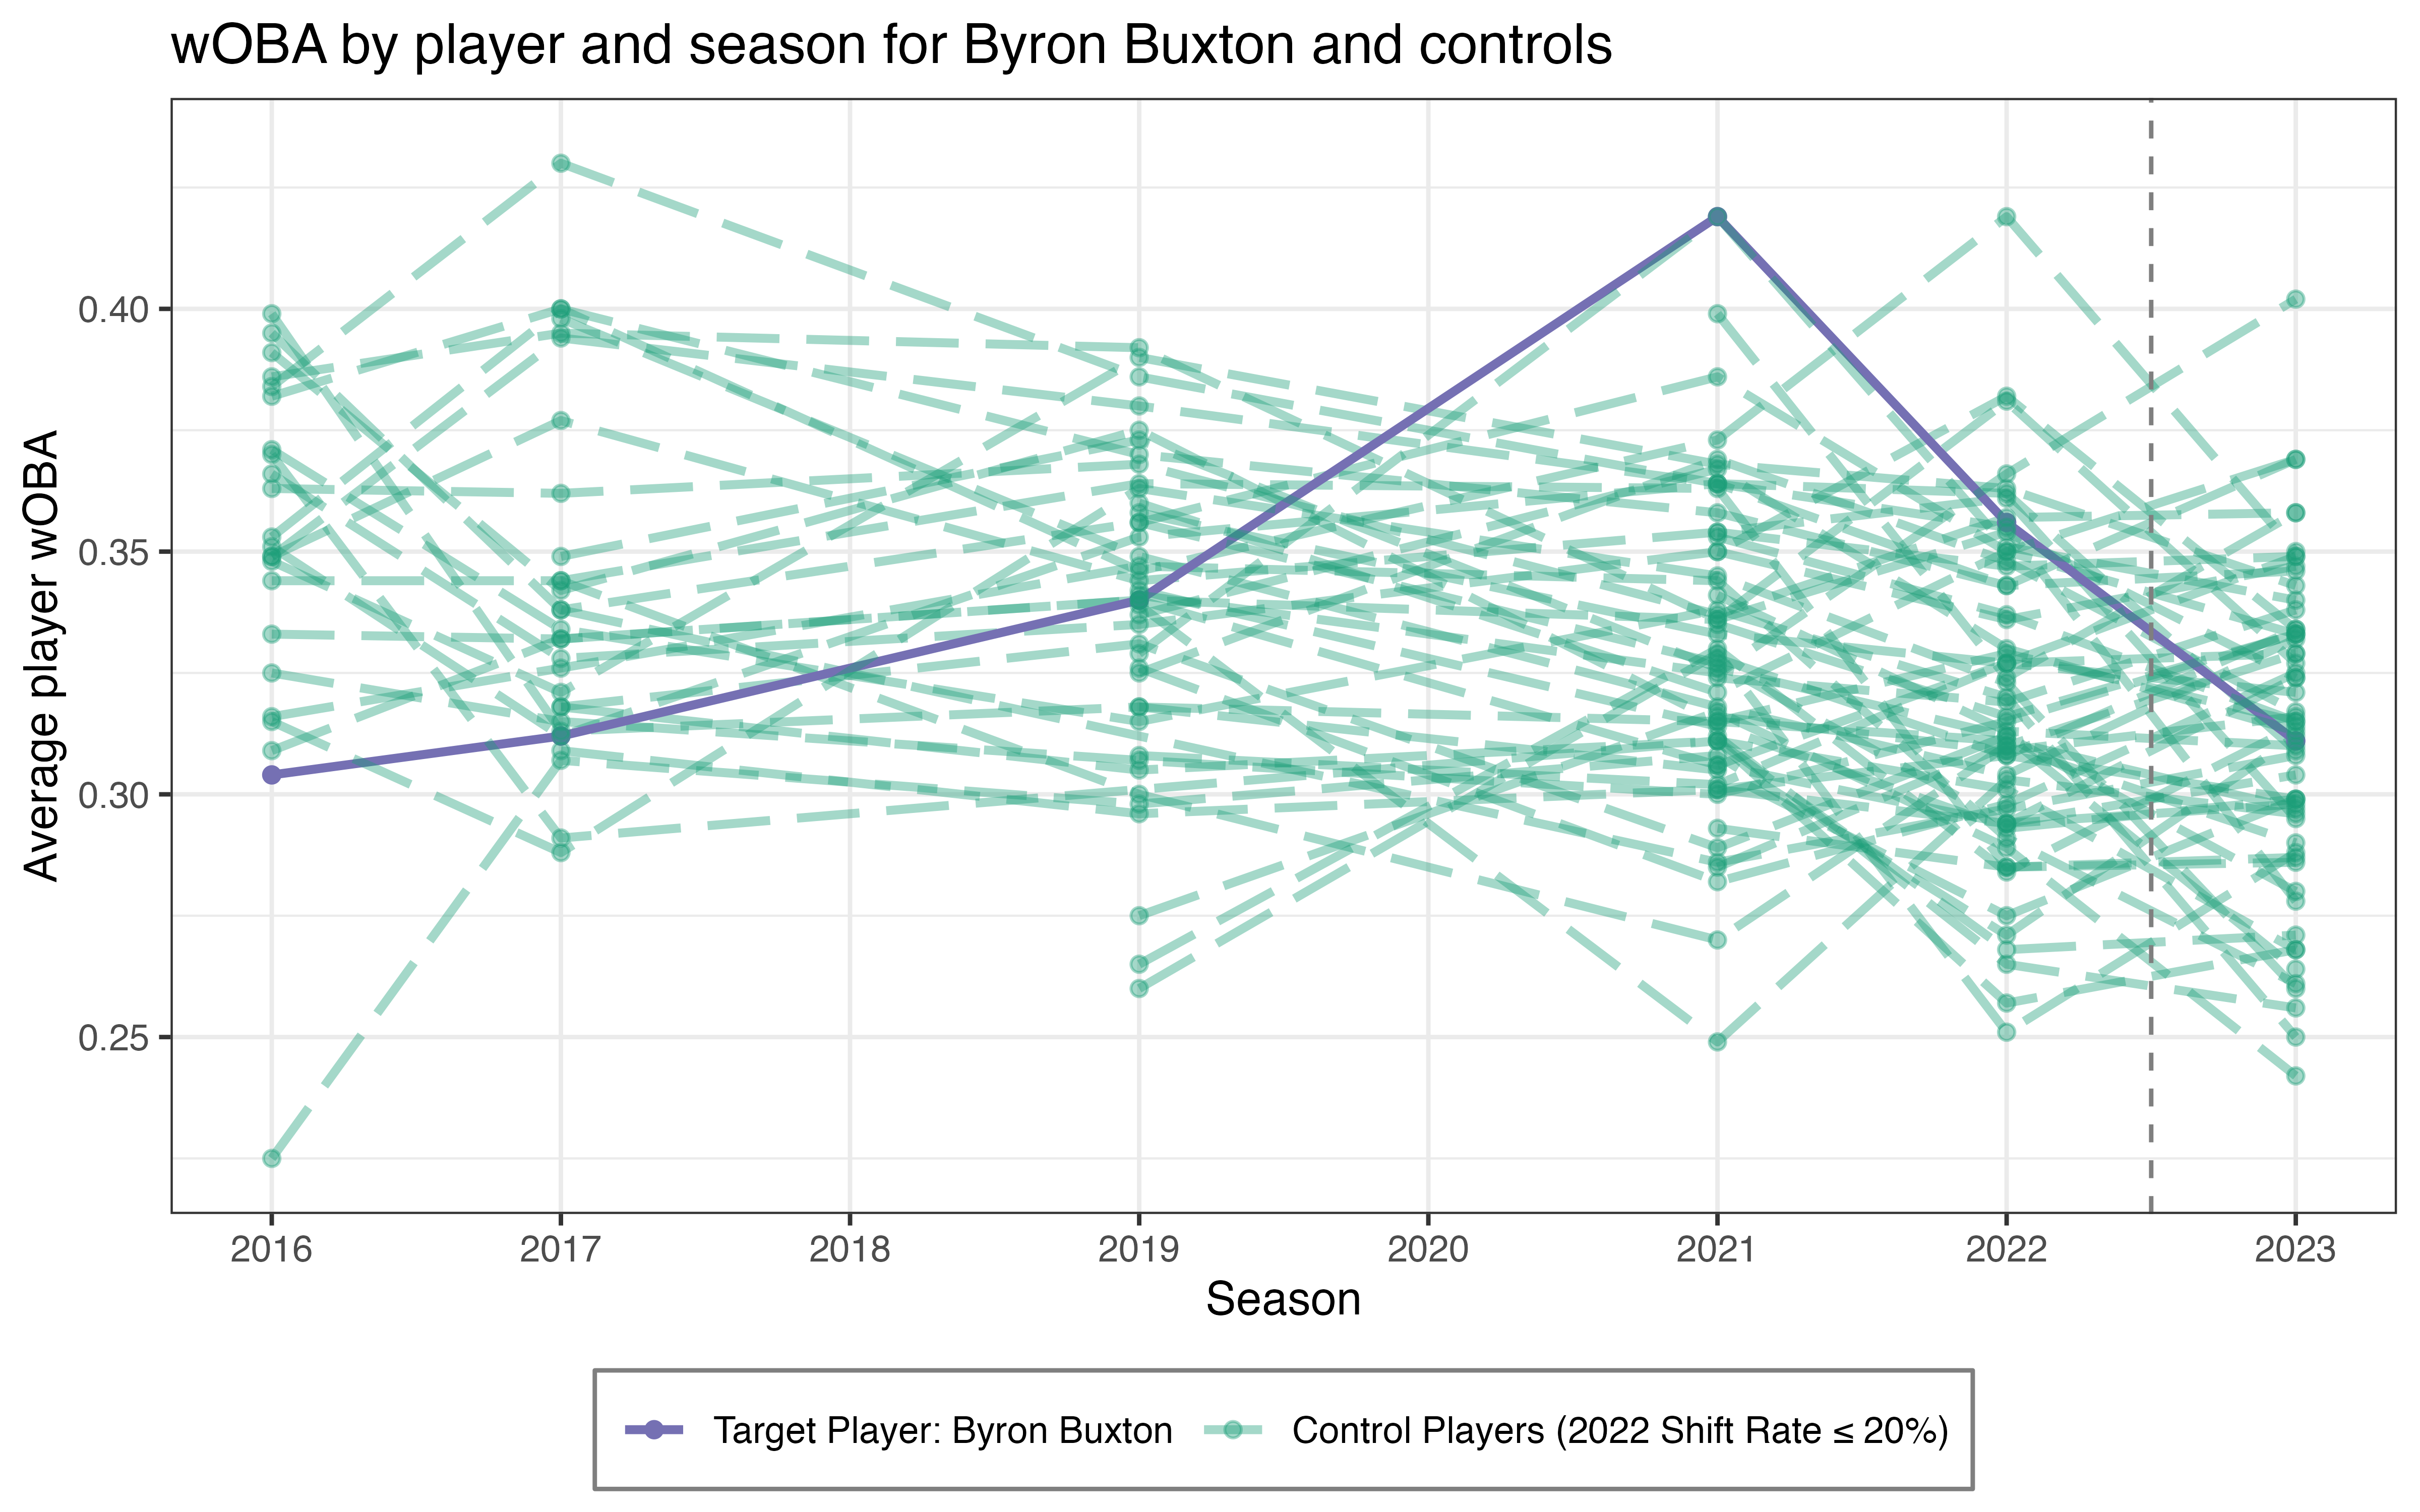 wOBA by player and season for Byron Buxton and controls
Average player wOBA
0.40
0.35
0.30
0.25
2016 2017 2018 2019 2020 2021 2022 2023
Season
Target Player: Byron Buxton Control Players (2022 Shift Rate ≤ 20%)